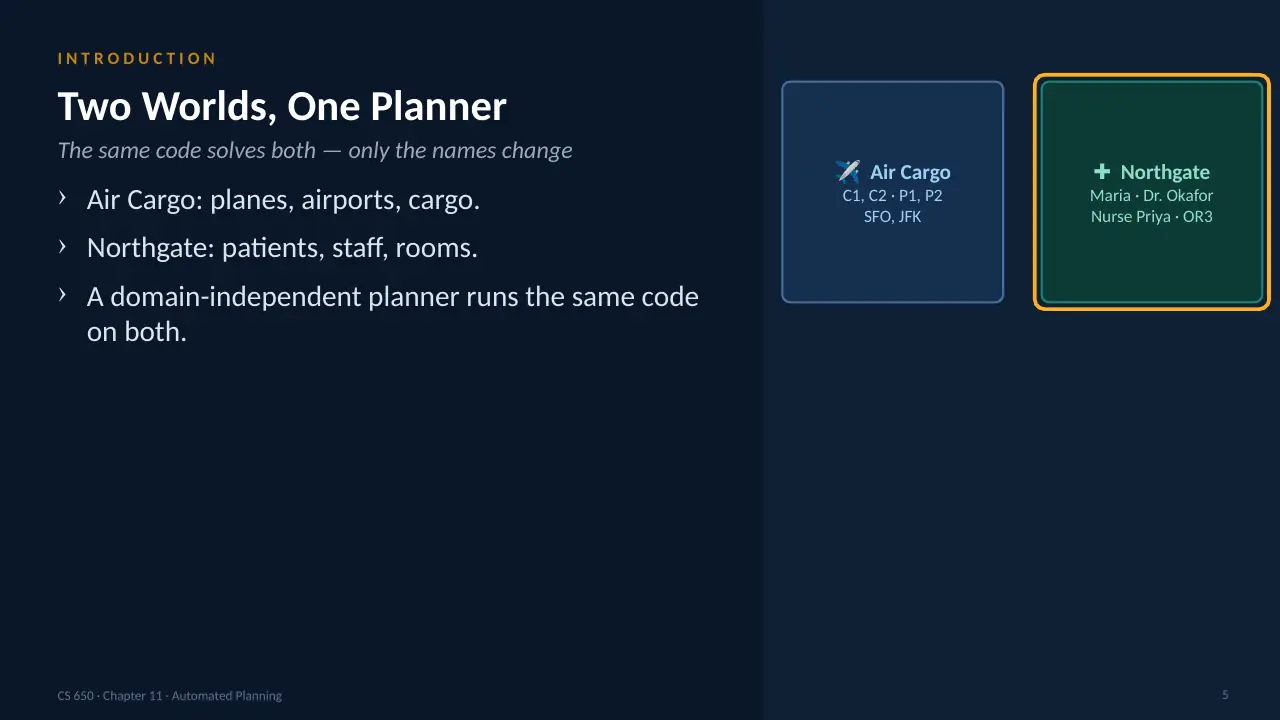 INTRODUCTION
Two Worlds, One Planner
The same code solves both — only the names change
› Air Cargo: planes, airports, cargo.
› Northgate: patients, staff, rooms.
› A domain-independent planner runs the same code
on both.
✈️ Air Cargo
C1, C2 · P1, P2
SFO, JFK
✚ Northgate
Maria · Dr. Okafor
Nurse Priya · OR3
CS 650 · Chapter 11 · Automated Planning
5